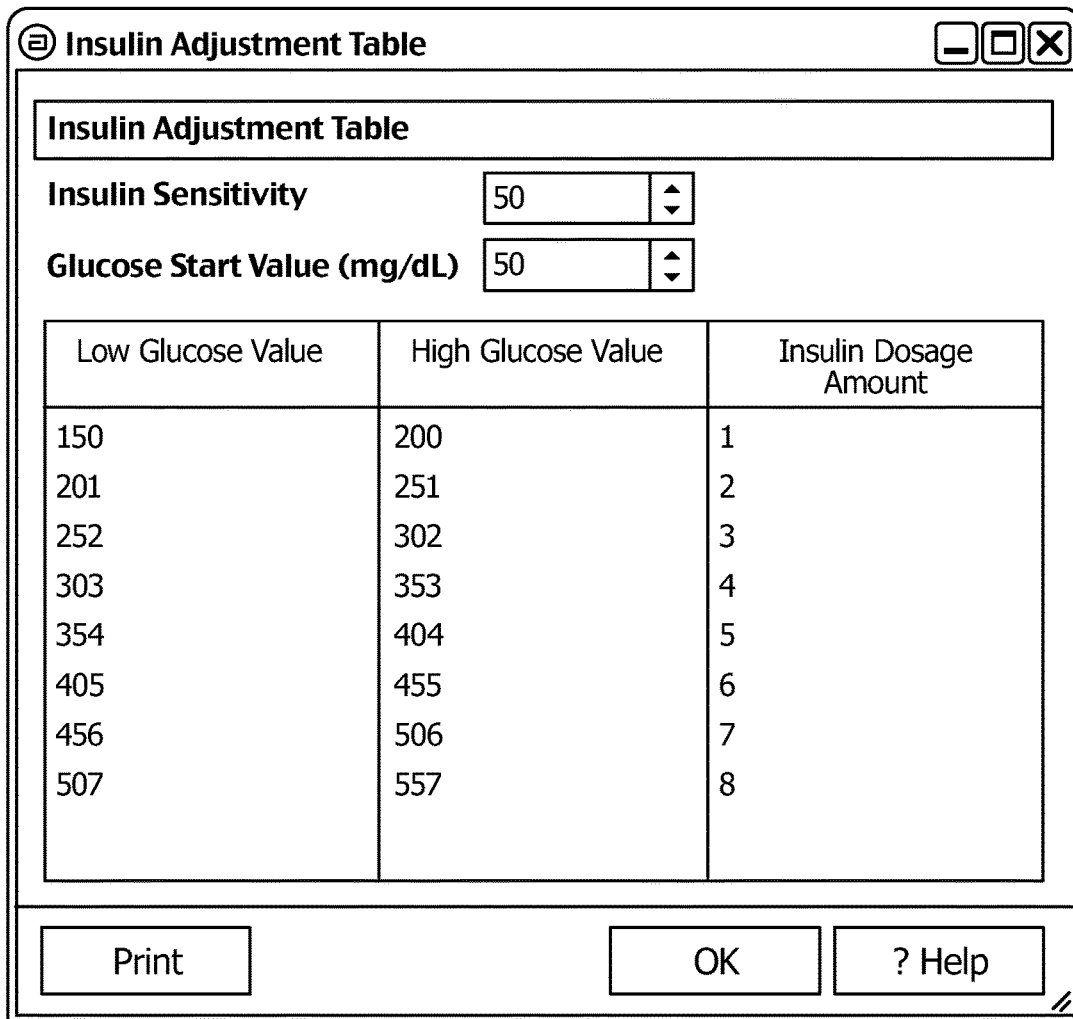 Insulin Adjustment Table
Insulin Adjustment Table
Insulin Sensitivity 50
Glucose Start Value (mg/dL) 50
Low Glucose Value High Glucose Value Insulin Dosage
Amount
150 200 1
201 251 2
252 302 3
303 353 4
354 404 5
405 455 6
456 506 7
507 557 8
Print OK ? Help